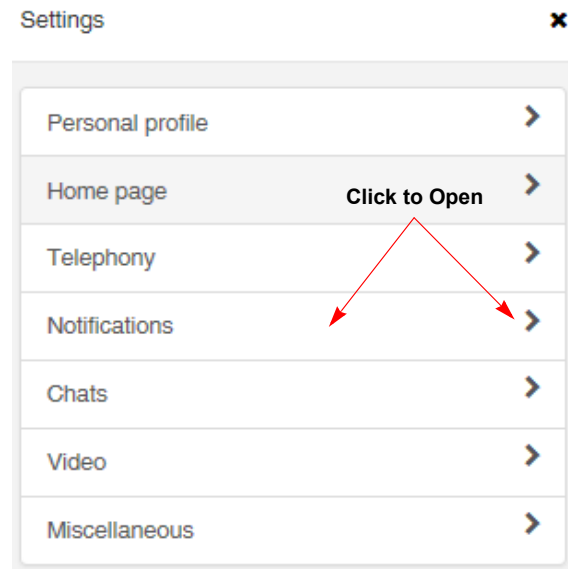 Settings
Personal profile
Home page
Click to Open
Telephony
Notifications
Chats
Video
Miscellaneous